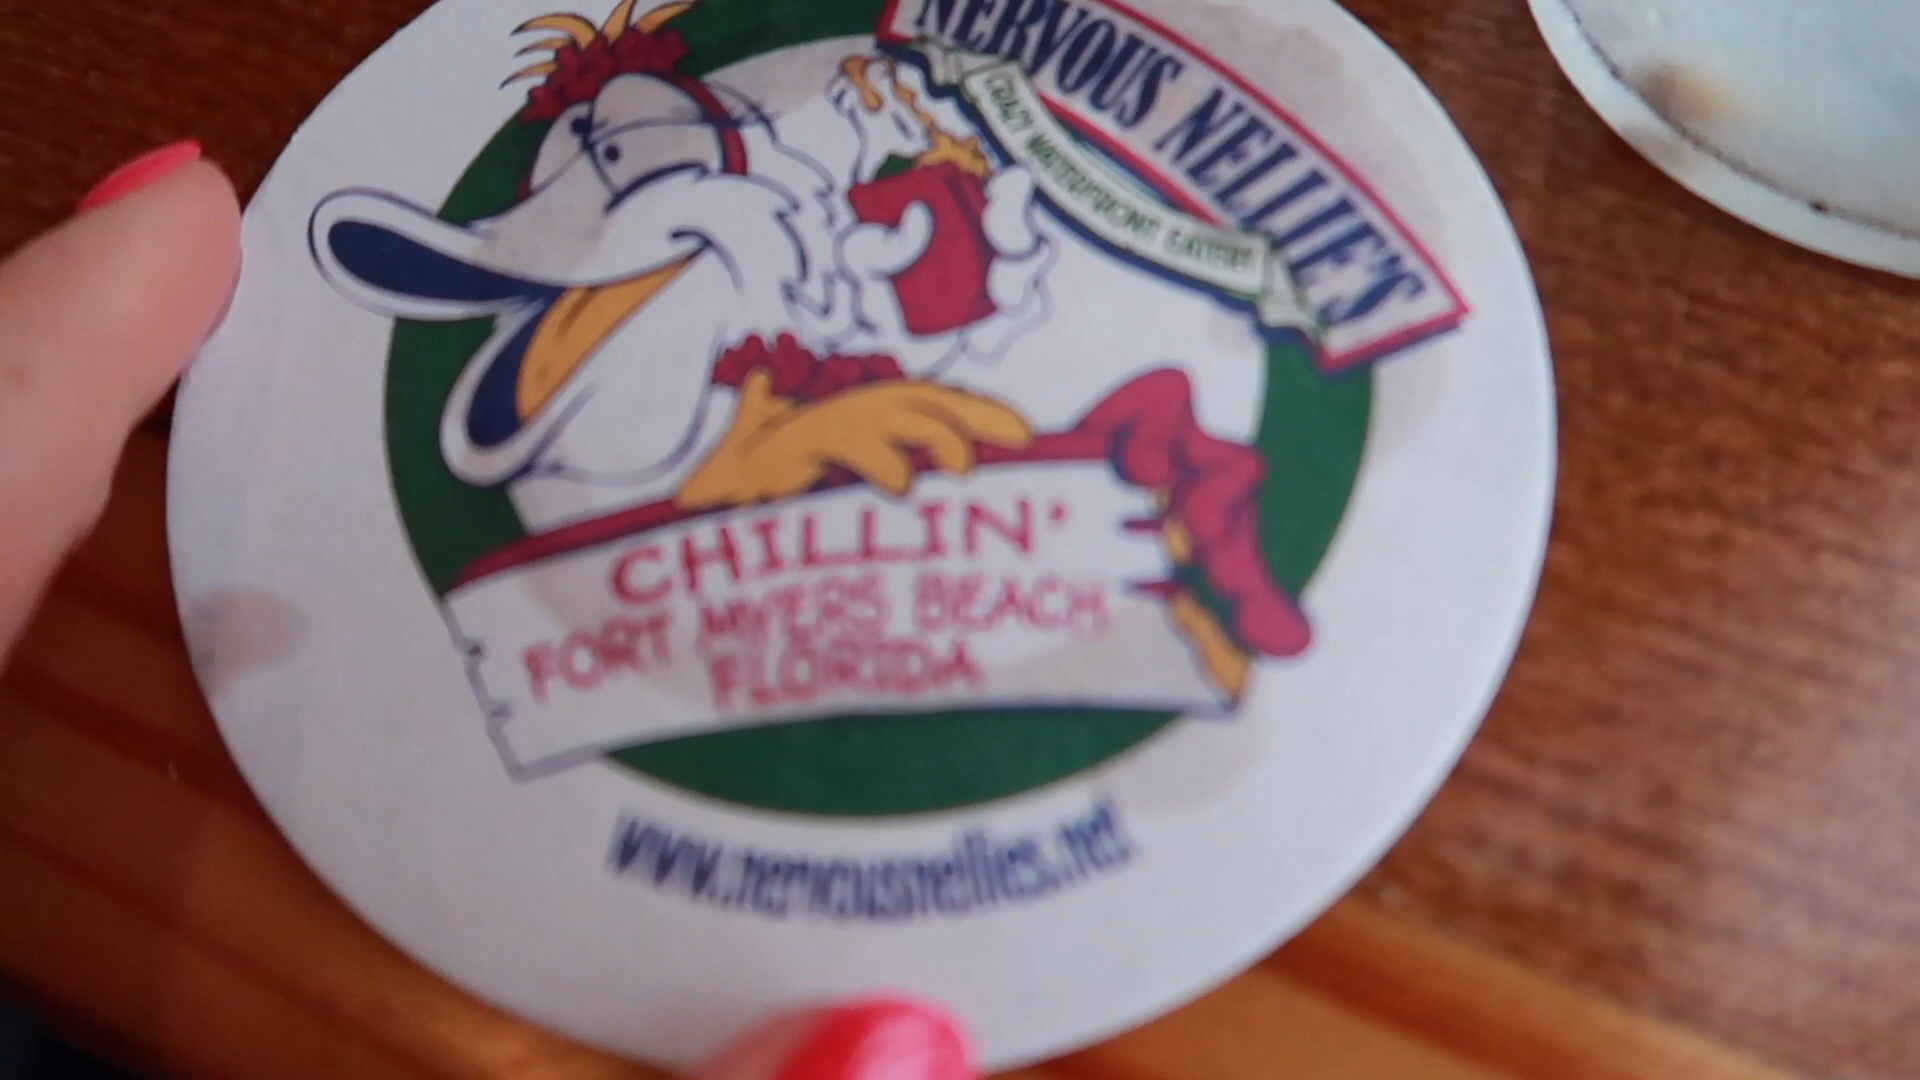 NERVOUS NELLIE'S
CRAZY WATERFRONT EATERY
CHILLIN'
FORT MYERS BEACH
FLORIDA
www.nervousnellies.net